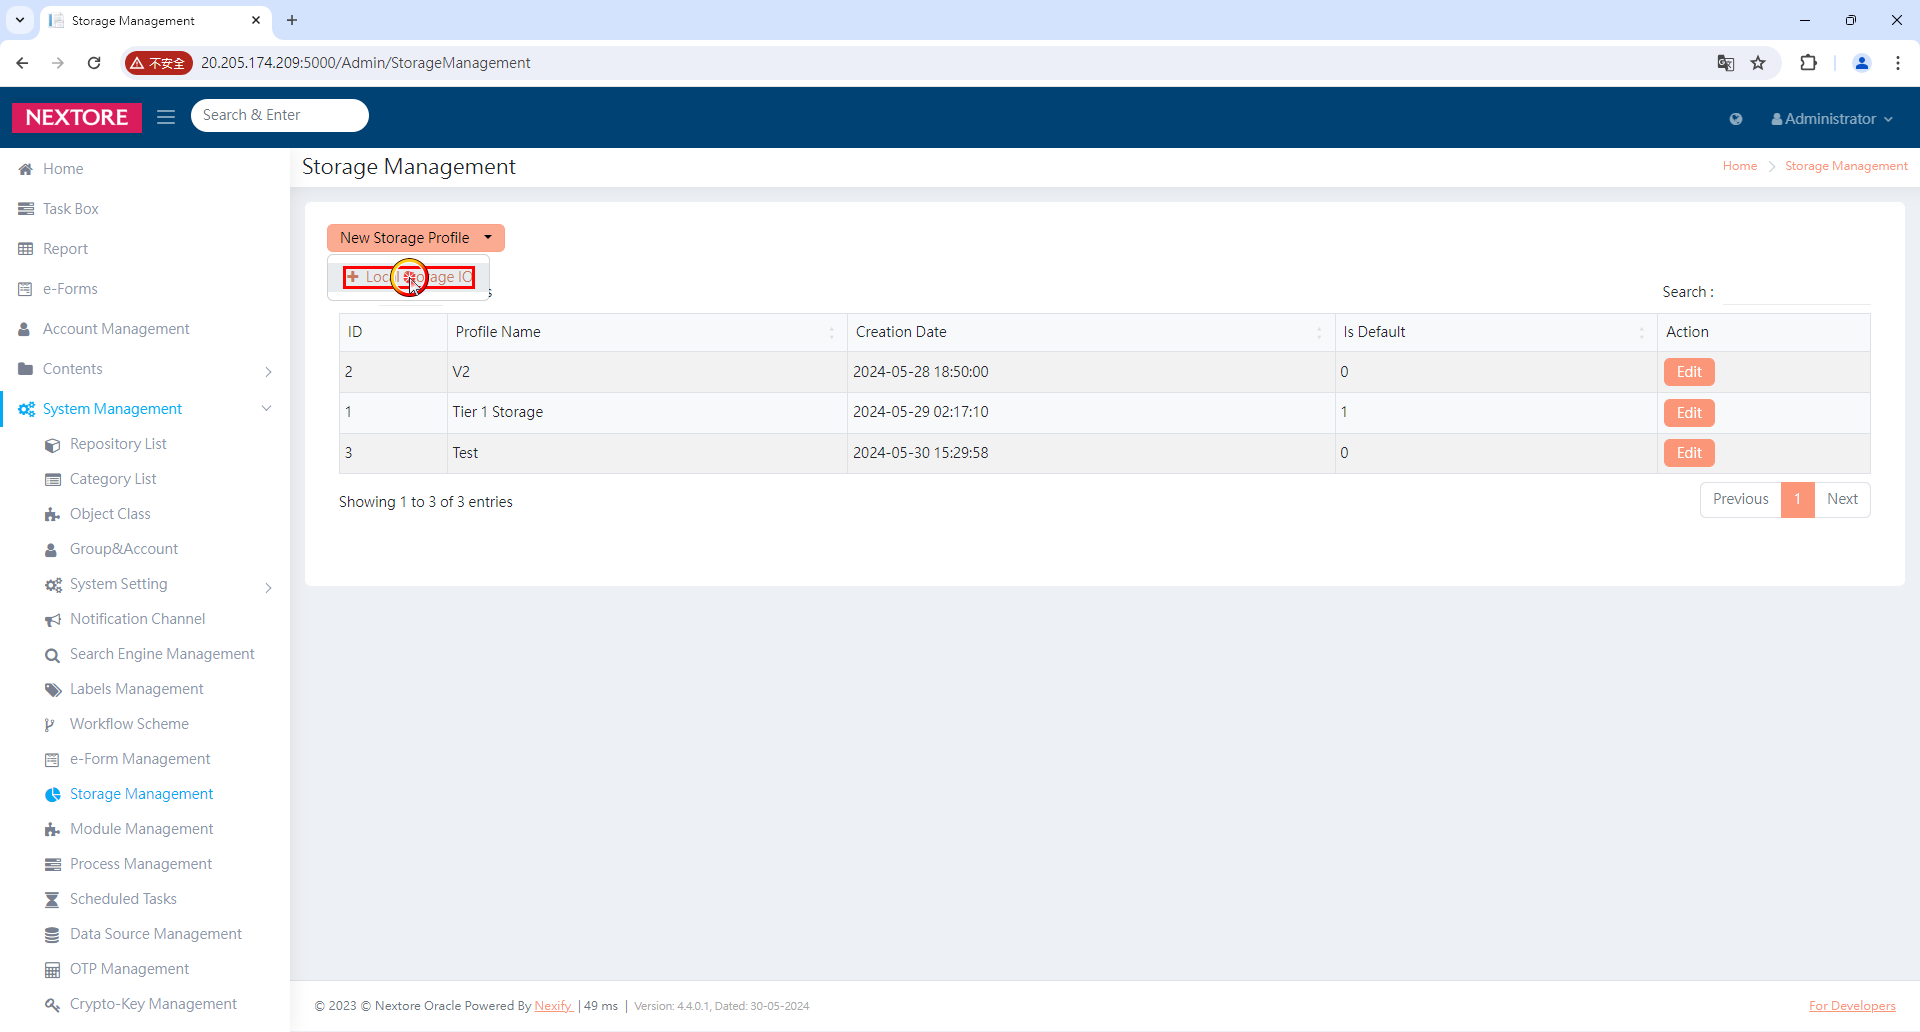 Storage Management
不安全 20.205.174.209:5000/Admin/StorageManagement
NEXTORE Search & Enter Administrator
Home
Task Box
Report
e-Forms
Account Management
Contents
System Management
Repository List
Category List
Object Class
Group&Account
System Setting
Notification Channel
Search Engine Management
Labels Management
Workflow Scheme
e-Form Management
Storage Management
Module Management
Process Management
Scheduled Tasks
Data Source Management
OTP Management
Crypto-Key Management
Storage Management
Home Storage Management
New Storage Profile
Local Storage IO
Search :
ID Profile Name Creation Date Is Default Action
2 V2 2024-05-28 18:50:00 0 Edit
1 Tier 1 Storage 2024-05-29 02:17:10 1 Edit
3 Test 2024-05-30 15:29:58 0 Edit
Showing 1 to 3 of 3 entries
Previous 1 Next
© 2023 © Nextore Oracle Powered By Nexify | 49 ms | Version: 4.4.0.1, Dated: 30-05-2024
For Developers